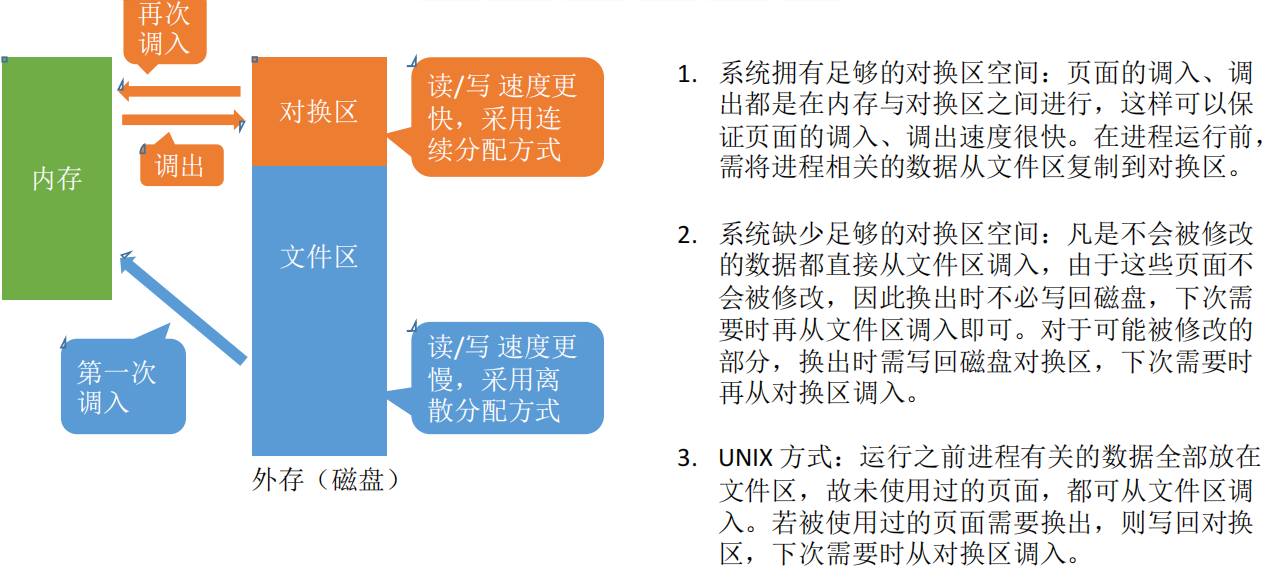 再次
调入
调出
内存
对换区
文件区
第一次
调入
读/写 速度更
快，采用连
续分配方式
读/写 速度更
慢，采用离
散分配方式
外存（磁盘）
1. 系统拥有足够的对换区空间：页面的调入、调
出都是在内存与对换区之间进行，这样可以保
证页面的调入、调出速度很快。在进程运行前，
需将进程相关的数据从文件区复制到对换区。
2. 系统缺少足够的对换区空间：凡是不会被修改
的数据都直接从文件区调入，由于这些页面不
会被修改，因此换出时不必写回磁盘，下次需
要时再从文件区调入即可。对于可能被修改的
部分，换出时需写回磁盘对换区，下次需要时
再从对换区调入。
3. UNIX 方式：运行之前进程有关的数据全部放在
文件区，故未使用过的页面，都可从文件区调
入。若被使用过的页面需要换出，则写回对换
区，下次需要时从对换区调入。